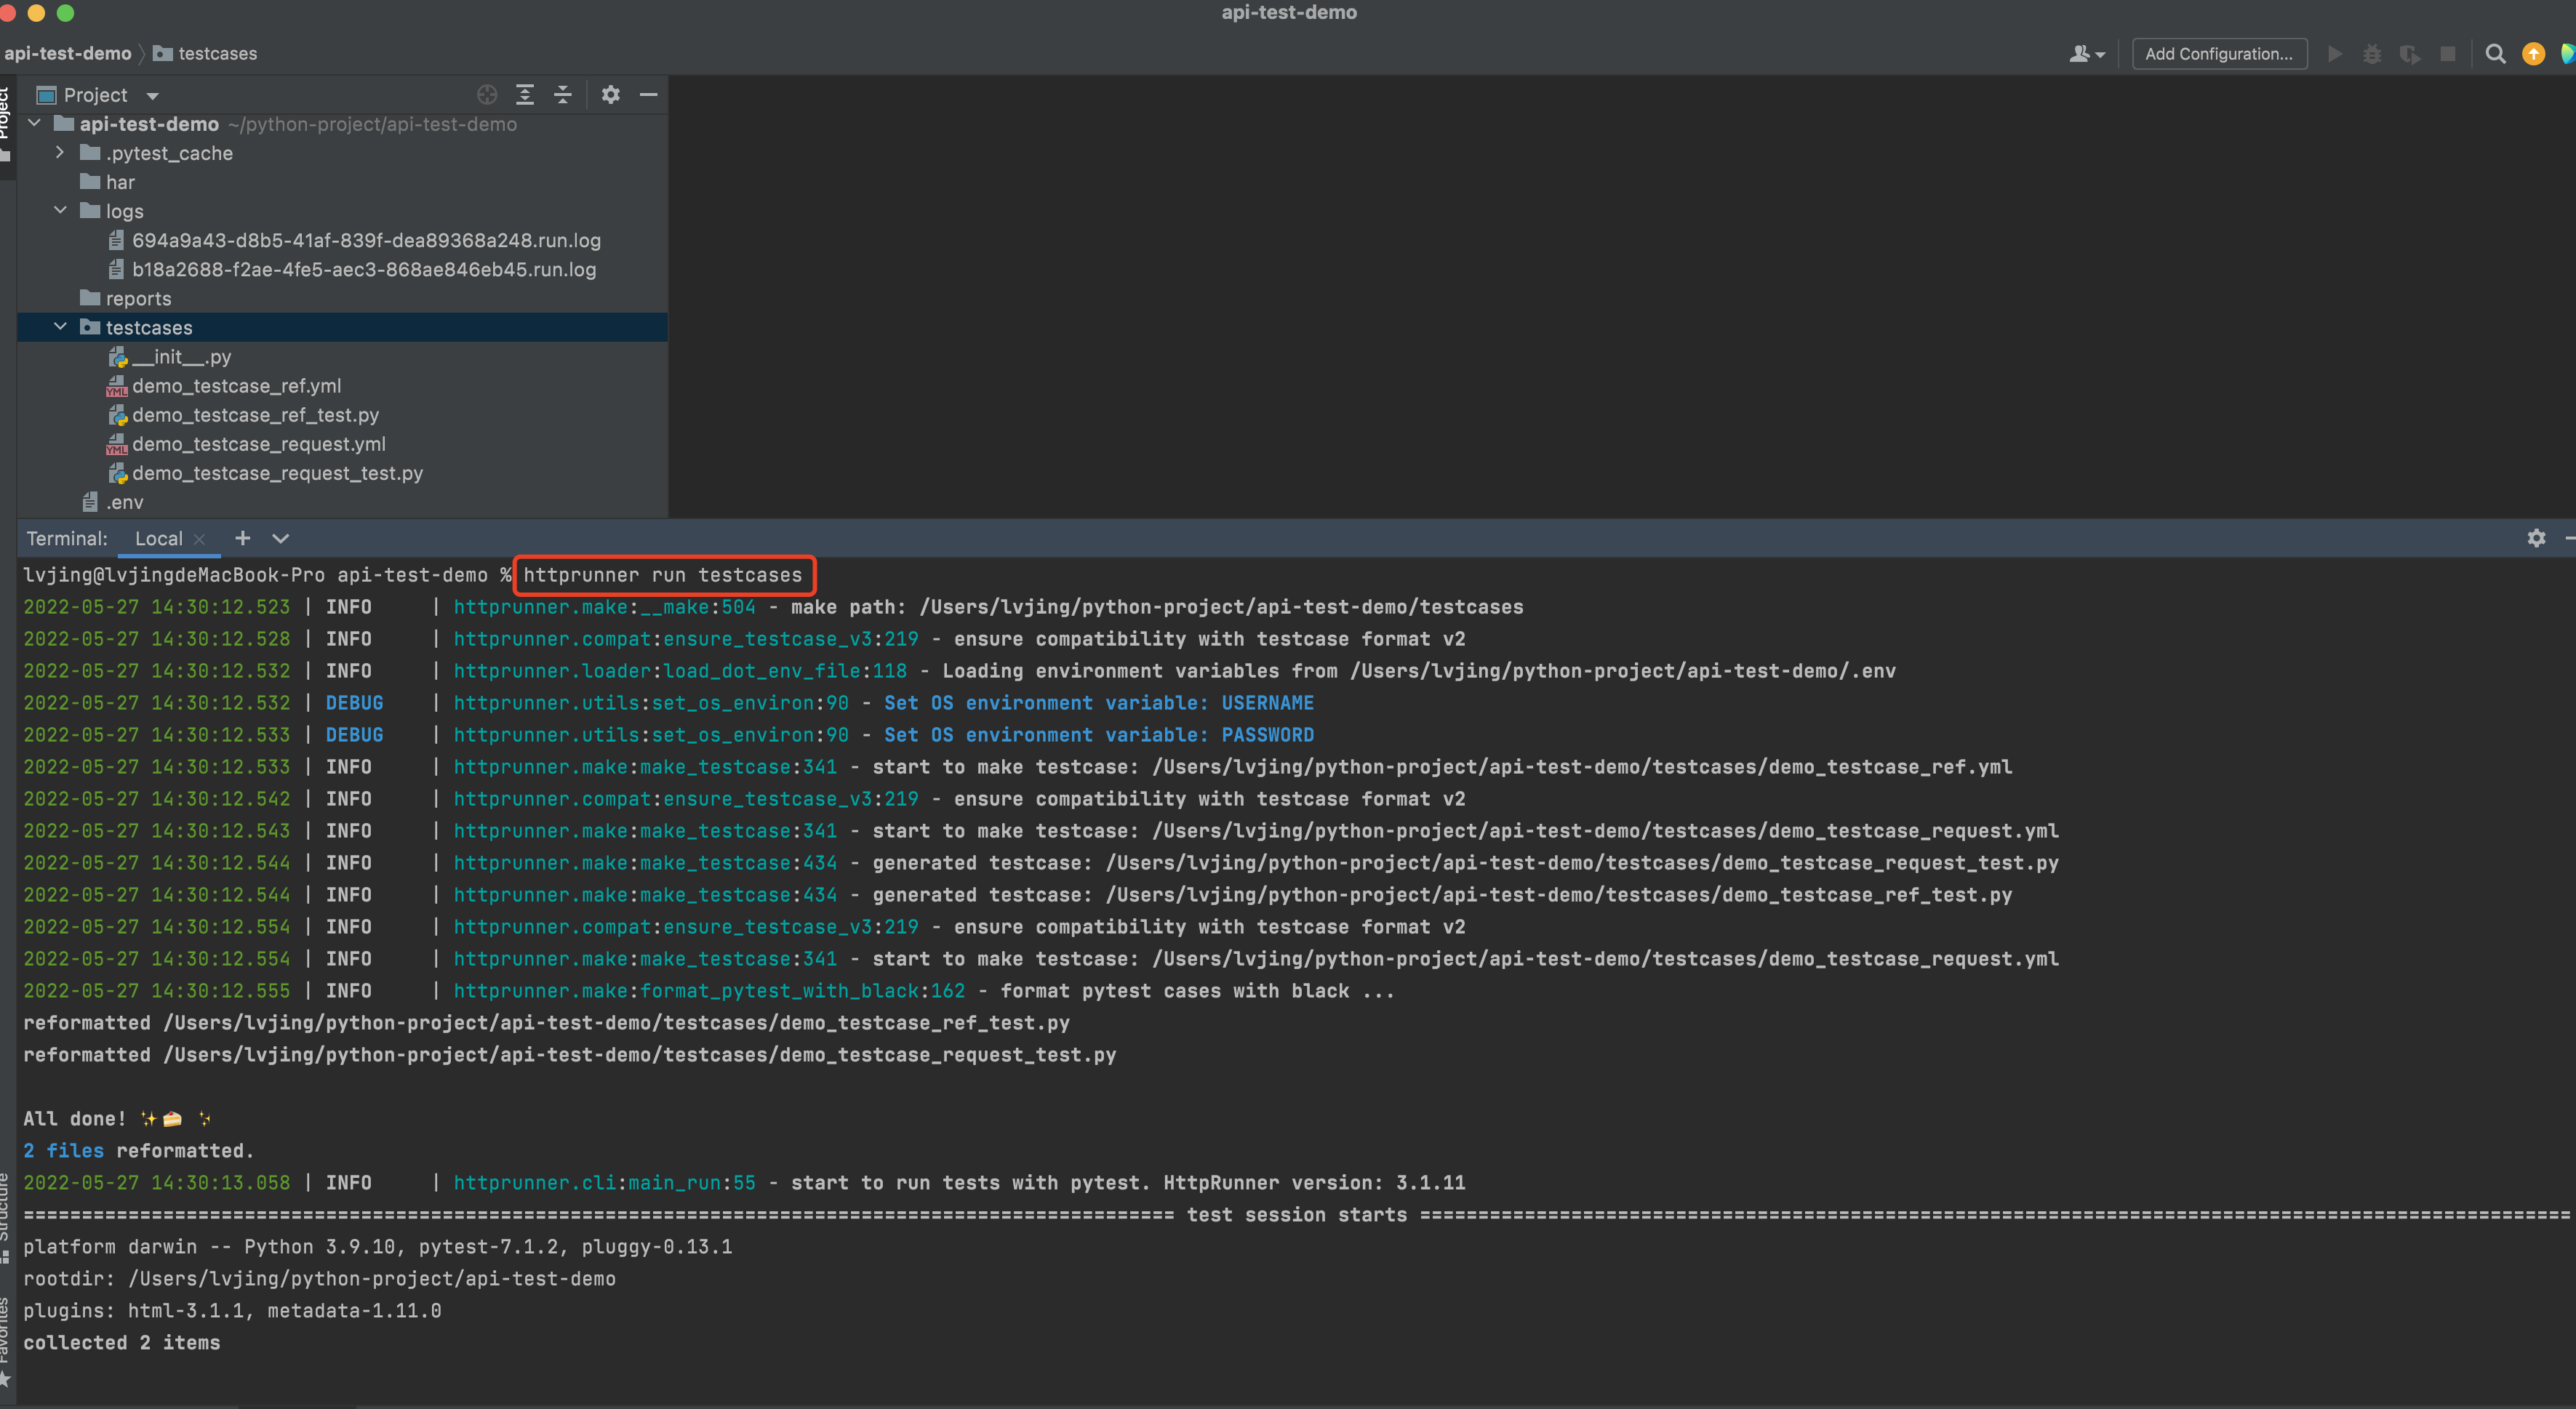 api-test-demo
api-test-demo
testcases
Add Configuration...
Project
Project
api-test-demo ~/python-project/api-test-demo
.pytest_cache
har
logs
694a9a43-d8b5-41af-839f-dea89368a248.run.log
b18a2688-f2ae-4fe5-aec3-868ae846eb45.run.log
reports
testcases
__init__.py
demo_testcase_ref.yml
demo_testcase_ref_test.py
demo_testcase_request.yml
demo_testcase_request_test.py
.env
Terminal: Local
lvjing@lvjingdeMacBook-Pro api-test-demo % httprunner run testcases
2022-05-27 14:30:12.523 | INFO     | httprunner.make:__make:504 - make path: /Users/lvjing/python-project/api-test-demo/testcases
2022-05-27 14:30:12.528 | INFO     | httprunner.compat:ensure_testcase_v3:219 - ensure compatibility with testcase format v2
2022-05-27 14:30:12.532 | INFO     | httprunner.loader:load_dot_env_file:118 - Loading environment variables from /Users/lvjing/python-project/api-test-demo/.env
2022-05-27 14:30:12.532 | DEBUG    | httprunner.utils:set_os_environ:90 - Set OS environment variable: USERNAME
2022-05-27 14:30:12.533 | DEBUG    | httprunner.utils:set_os_environ:90 - Set OS environment variable: PASSWORD
2022-05-27 14:30:12.533 | INFO     | httprunner.make:make_testcase:341 - start to make testcase: /Users/lvjing/python-project/api-test-demo/testcases/demo_testcase_ref.yml
2022-05-27 14:30:12.542 | INFO     | httprunner.compat:ensure_testcase_v3:219 - ensure compatibility with testcase format v2
2022-05-27 14:30:12.543 | INFO     | httprunner.make:make_testcase:341 - start to make testcase: /Users/lvjing/python-project/api-test-demo/testcases/demo_testcase_request.yml
2022-05-27 14:30:12.544 | INFO     | httprunner.make:make_testcase:434 - generated testcase: /Users/lvjing/python-project/api-test-demo/testcases/demo_testcase_request_test.py
2022-05-27 14:30:12.544 | INFO     | httprunner.make:make_testcase:434 - generated testcase: /Users/lvjing/python-project/api-test-demo/testcases/demo_testcase_ref_test.py
2022-05-27 14:30:12.554 | INFO     | httprunner.compat:ensure_testcase_v3:219 - ensure compatibility with testcase format v2
2022-05-27 14:30:12.554 | INFO     | httprunner.make:make_testcase:341 - start to make testcase: /Users/lvjing/python-project/api-test-demo/testcases/demo_testcase_request.yml
2022-05-27 14:30:12.555 | INFO     | httprunner.make:format_pytest_with_black:162 - format pytest cases with black ...
reformatted /Users/lvjing/python-project/api-test-demo/testcases/demo_testcase_ref_test.py
reformatted /Users/lvjing/python-project/api-test-demo/testcases/demo_testcase_request_test.py
All done! ✨🍰 ✨
2 files reformatted.
2022-05-27 14:30:13.058 | INFO     | httprunner.cli:main_run:55 - start to run tests with pytest. HttpRunner version: 3.1.11
=================================================================================================== test session starts ===================================================================================================
platform darwin -- Python 3.9.10, pytest-7.1.2, pluggy-0.13.1
rootdir: /Users/lvjing/python-project/api-test-demo
plugins: html-3.1.1, metadata-1.11.0
collected 2 items
Structure
Favorites